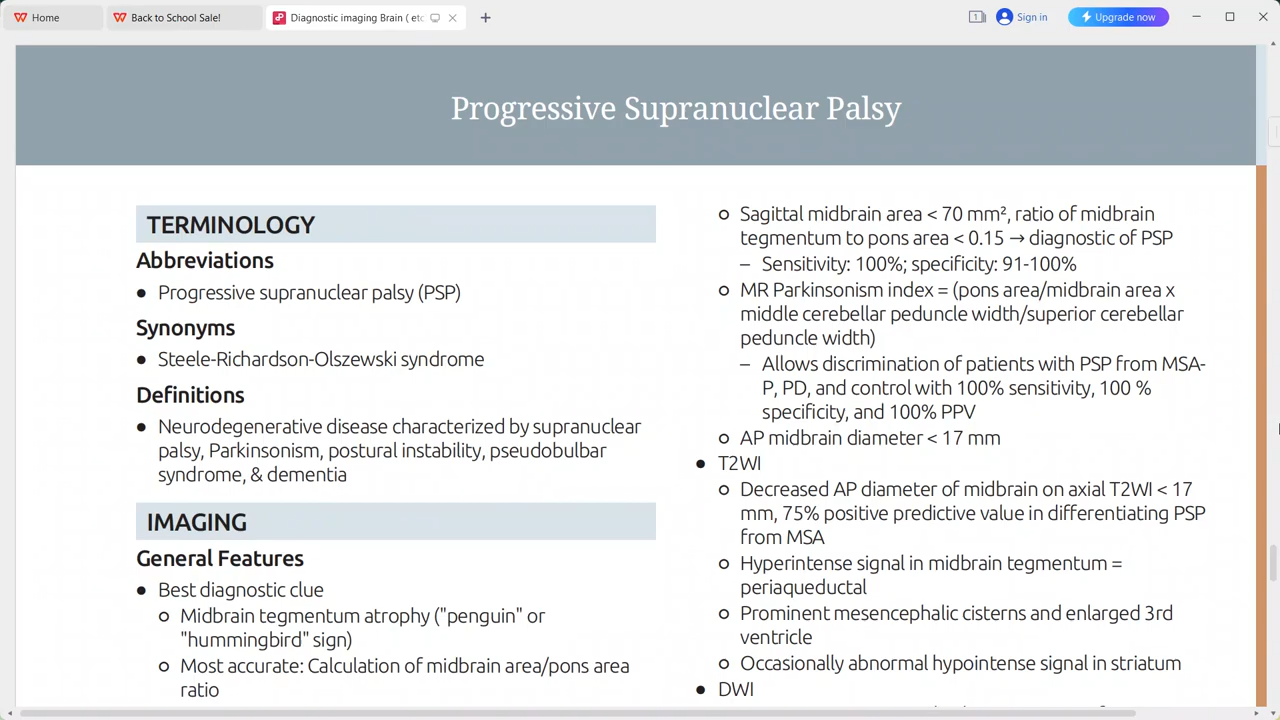 Home
Back to School Sale!
Diagnostic imaging Brain ( etc
1
Sign in
Upgrade now
Progressive Supranuclear Palsy
TERMINOLOGY
Abbreviations
• Progressive supranuclear palsy (PSP)
Synonyms
• Steele-Richardson-Olszewski syndrome
Definitions
• Neurodegenerative disease characterized by supranuclear
palsy, Parkinsonism, postural instability, pseudobulbar
syndrome, & dementia
IMAGING
General Features
• Best diagnostic clue
○ Midbrain tegmentum atrophy ("penguin" or
"hummingbird" sign)
○ Most accurate: Calculation of midbrain area/pons area
ratio
○ Sagittal midbrain area < 70 mm², ratio of midbrain
tegmentum to pons area < 0.15 → diagnostic of PSP
– Sensitivity: 100%; specificity: 91-100%
○ MR Parkinsonism index = (pons area/midbrain area x
middle cerebellar peduncle width/superior cerebellar
peduncle width)
– Allows discrimination of patients with PSP from MSA-
P, PD, and control with 100% sensitivity, 100 %
specificity, and 100% PPV
○ AP midbrain diameter < 17 mm
• T2WI
○ Decreased AP diameter of midbrain on axial T2WI < 17
mm, 75% positive predictive value in differentiating PSP
from MSA
○ Hyperintense signal in midbrain tegmentum =
periaqueductal
○ Prominent mesencephalic cisterns and enlarged 3rd
ventricle
○ Occasionally abnormal hypointense signal in striatum
• DWI